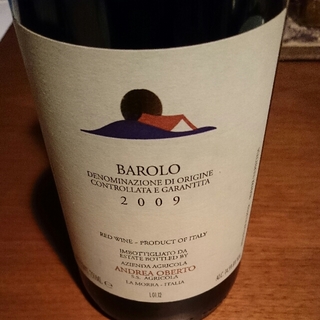 BAROLO
DENOMINAZIONE DI ORIGINE
CONTROLLATA E GARANTITA
2009
RED WINE - PRODUCT OF ITALY
IMBOTTIGLIATO DA
ESTATE BOTTLED BY
AZIENDA AGRICOLA
ANDREA OBERTO
S.S. AGRICOLA
LA MORRA - ITALIA